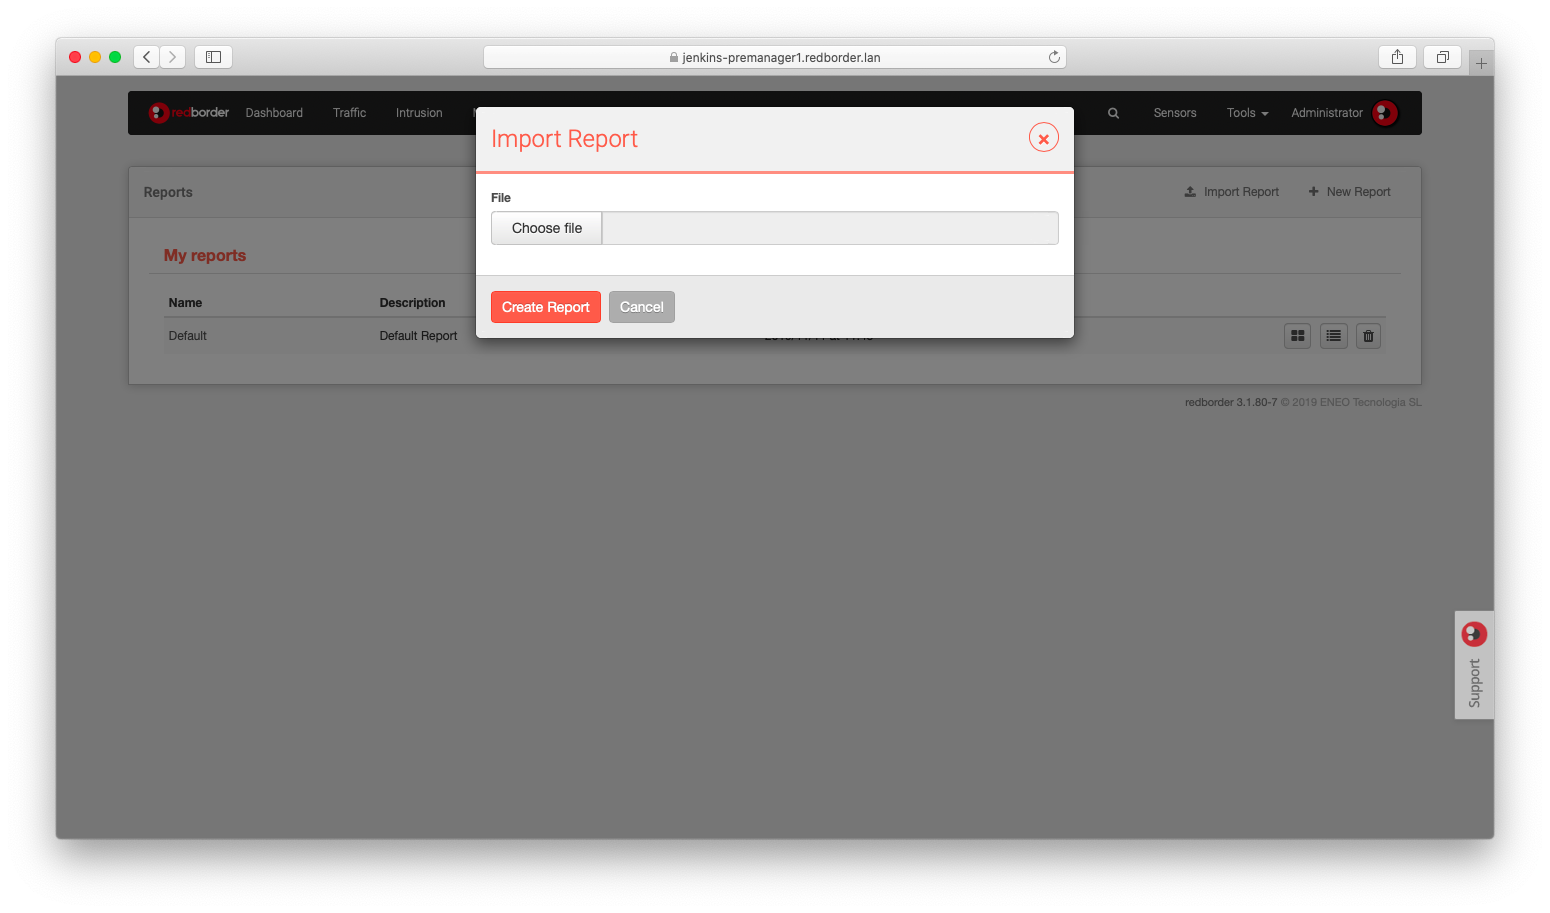 jenkins-premanager1.redborder.lan
redborder Dashboard Traffic Intrusion Sensors Tools Administrator
Import Report
Reports
Import Report New Report
File
Choose file
My reports
Name Description
Create Report Cancel
Default Default Report
redborder 3.1.80-7 © 2019 ENEO Tecnologia SL
Support